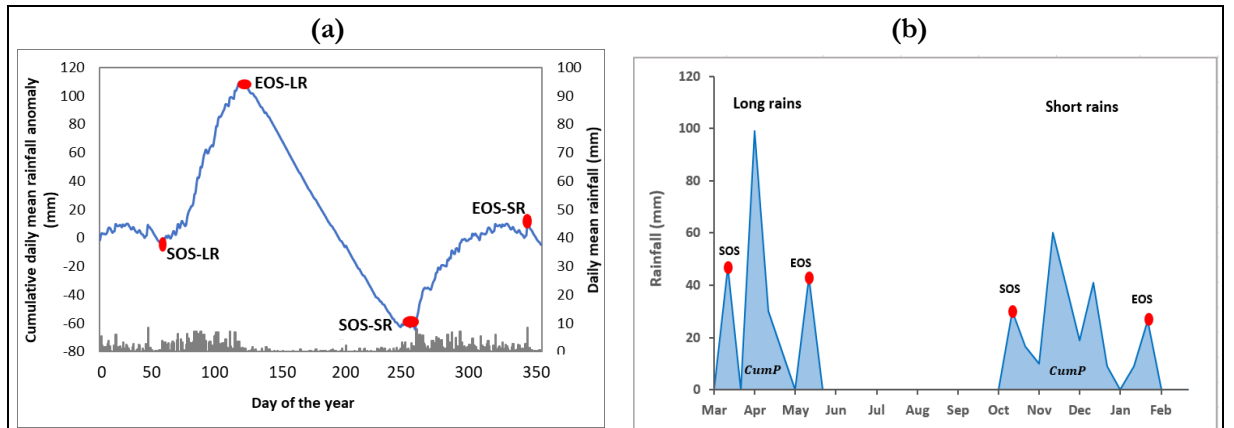 (a)
(b)
120
100
80
60
40
20
0
-20
-40
-60
-80
Cumulative daily mean rainfall anomaly
(mm)
EOS-LR
SOS-LR
SOS-SR
EOS-SR
100
90
80
70
60
50
40
30
20
10
0
Daily mean rainfall (mm)
0 50 100 150 200 250 300 350
Day of the year
120
100
80
60
40
20
0
Rainfall (mm)
Long rains
Short rains
SOS
EOS
SOS
EOS
CumP
CumP
Mar Apr May Jun Jul Aug Sep Oct Nov Dec Jan Feb